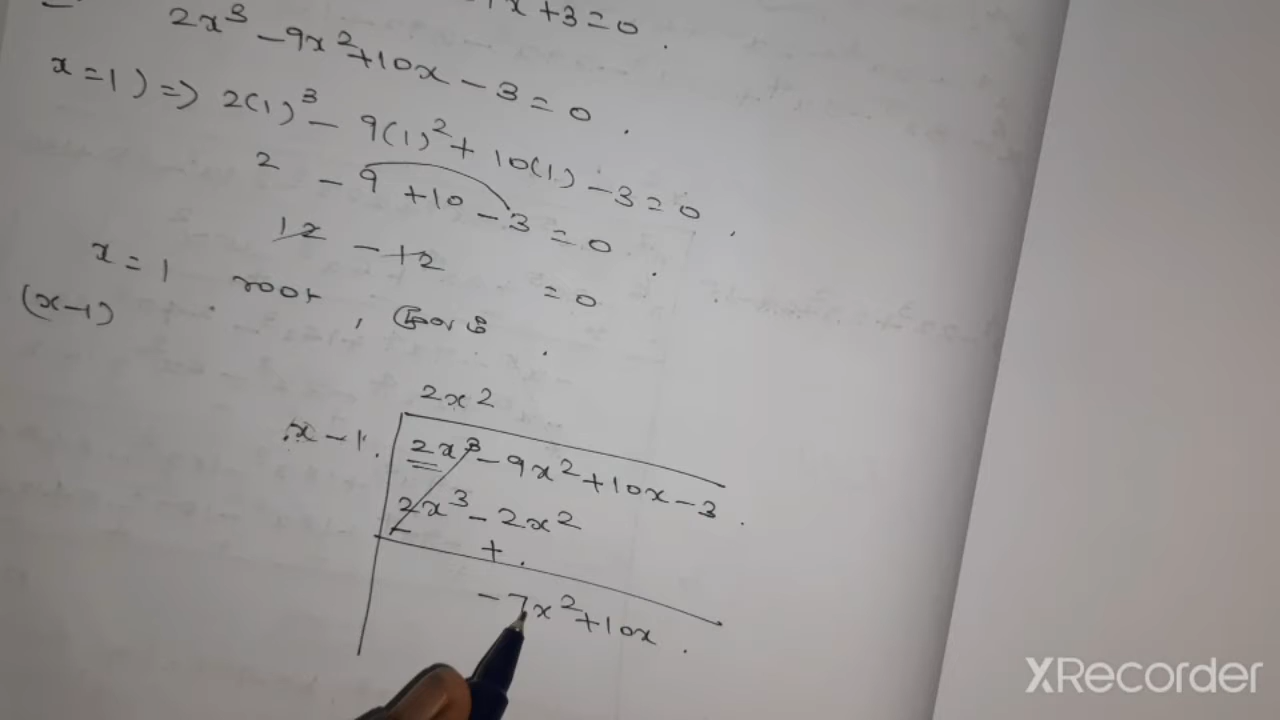 x+3=0.
2x³ - 9x² + 10x - 3 = 0.
x=1) => 2(1)³ - 9(1)² + 10(1) - 3 = 0.
2 - 9 + 10 - 3 = 0.
12 - 12 = 0
x = 1 root,
(x-1)
2x²
x - 1
2x³ - 9x² + 10x - 3.
2x³ - 2x²
- +.
- 7x² + 10x.
XRecorder